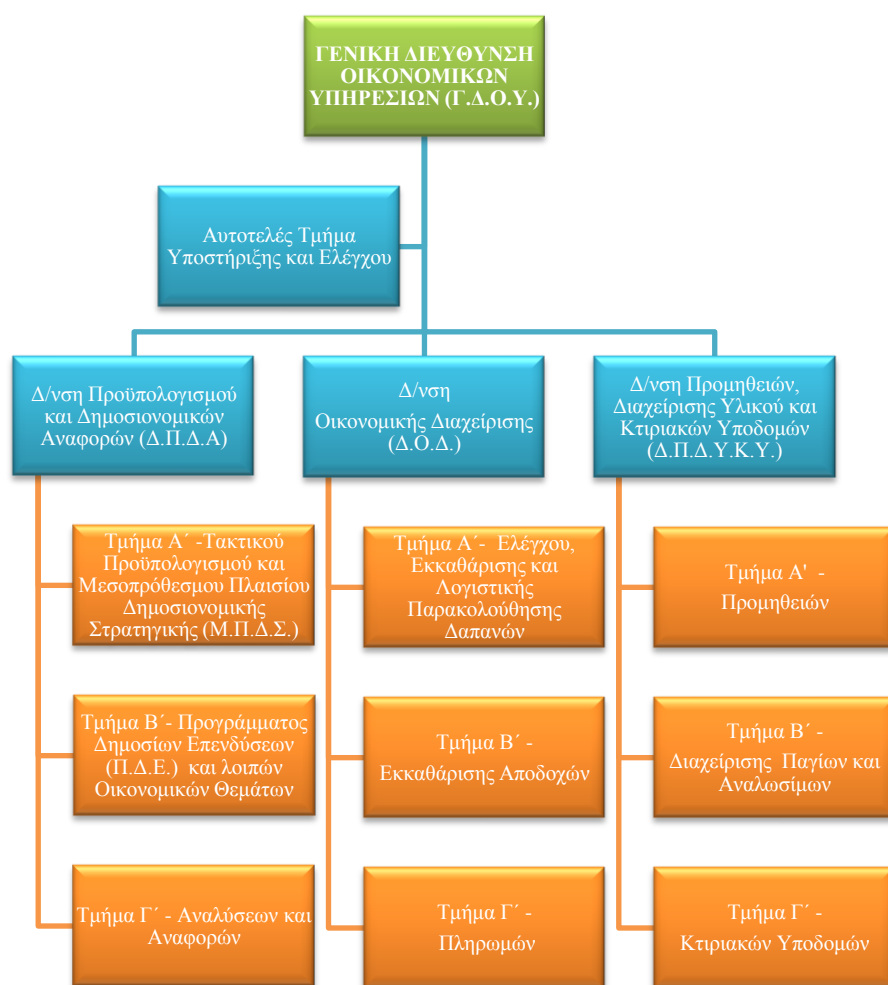 ΓΕΝΙΚΗ ΔΙΕΥΘΥΝΣΗ
ΟΙΚΟΝΟΜΙΚΩΝ
ΥΠΗΡΕΣΙΩΝ (Γ.Δ.Ο.Υ.)
Αυτοτελές Τμήμα
Υποστήριξης και Ελέγχου
Δ/νση Προϋπολογισμού
και Δημοσιονομικών
Αναφορών (Δ.Π.Δ.Α)
Τμήμα Α΄ -Τακτικού
Προϋπολογισμού και
Μεσοπρόθεσμου Πλαισίου
Δημοσιονομικής
Στρατηγικής (Μ.Π.Δ.Σ.)
Τμήμα Β΄- Προγράμματος
Δημοσίων Επενδύσεων
(Π.Δ.Ε.) και λοιπών
Οικονομικών Θεμάτων
Τμήμα Γ΄ - Αναλύσεων και
Αναφορών
Δ/νση
Οικονομικής Διαχείρισης
(Δ.Ο.Δ.)
Τμήμα Α΄- Ελέγχου,
Εκκαθάρισης και
Λογιστικής
Παρακολούθησης
Δαπανών
Τμήμα Β΄ -
Εκκαθάρισης Αποδοχών
Τμήμα Γ΄ -
Πληρωμών
Δ/νση Προμηθειών,
Διαχείρισης Υλικού και
Κτιριακών Υποδομών
(Δ.Π.Δ.Υ.Κ.Υ.)
Τμήμα Α' -
Προμηθειών
Τμήμα Β΄ -
Διαχείρισης Παγίων και
Αναλωσίμων
Τμήμα Γ΄ -
Κτιριακών Υποδομών